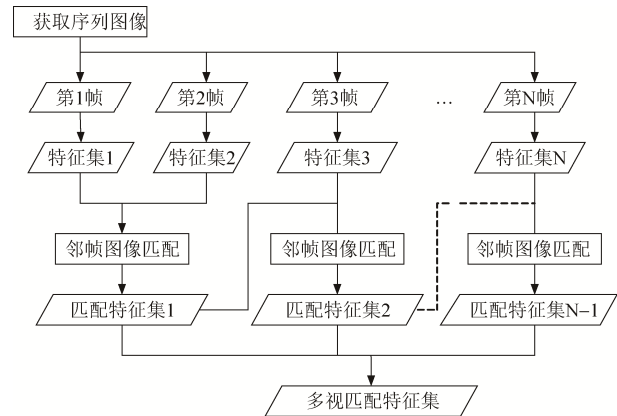 获取序列图像
第1帧 第2帧 第3帧 … 第N帧
特征集1 特征集2 特征集3 特征集N
邻帧图像匹配 邻帧图像匹配 邻帧图像匹配
匹配特征集1 匹配特征集2 匹配特征集N-1
多视匹配特征集